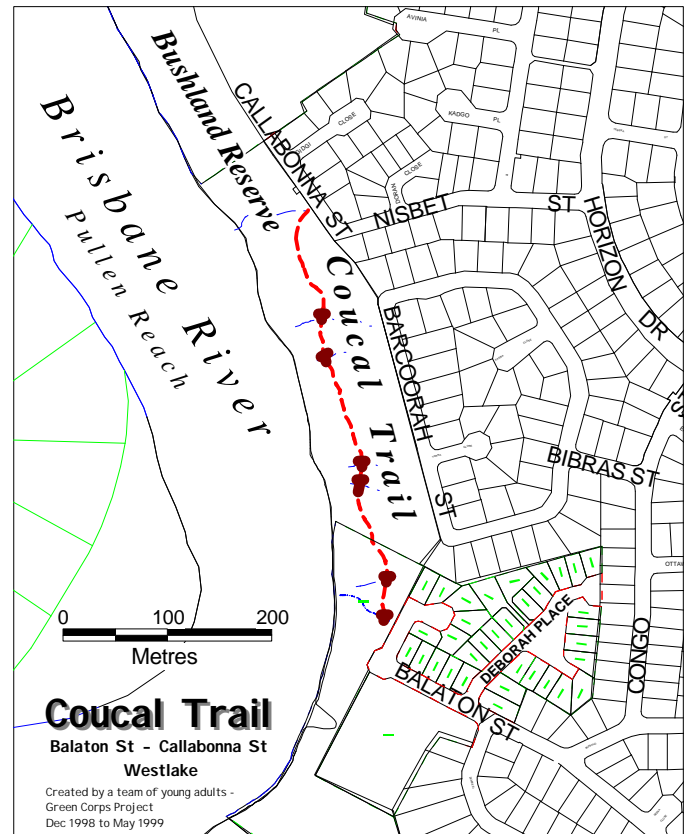 AVINIA
PL
Bushland Reserve
CALLABONNA ST
CLOSE
KADGO
PL
CLOSE
DORAN
NISBET
ST
HORIZON
DR
Brisbane River
Pullen Reach
Coucal Trail
BARCOORAH
ST
BIBRAS ST
DEBORAH PLACE
CONGO
BALATON ST
0 100 200
Metres
Coucal Trail
Balaton St - Callabonna St
Westlake
Created by a team of young adults -
Green Corps Project
Dec 1998 to May 1999